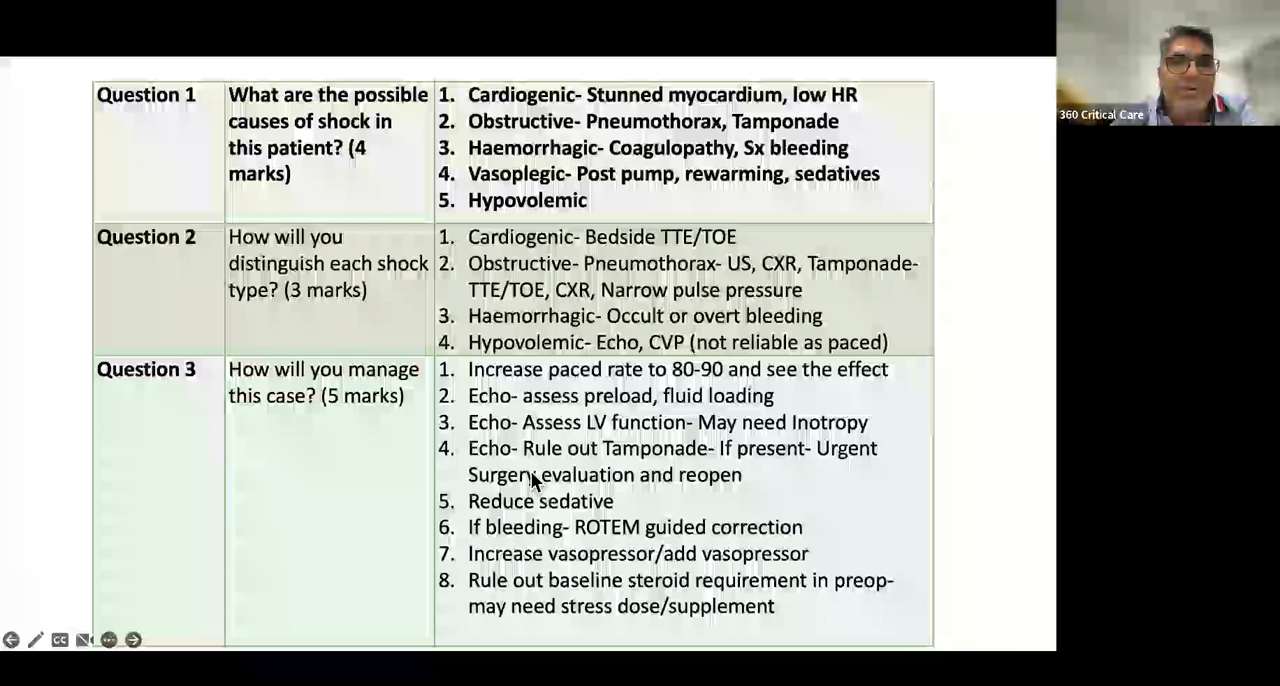 Question 1
What are the possible
causes of shock in
this patient? (4
marks)
1. Cardiogenic- Stunned myocardium, low HR
2. Obstructive- Pneumothorax, Tamponade
3. Haemorrhagic- Coagulopathy, Sx bleeding
4. Vasoplegic- Post pump, rewarming, sedatives
5. Hypovolemic
Question 2
How will you
distinguish each shock
type? (3 marks)
1. Cardiogenic- Bedside TTE/TOE
2. Obstructive- Pneumothorax- US, CXR, Tamponade-
TTE/TOE, CXR, Narrow pulse pressure
3. Haemorrhagic- Occult or overt bleeding
4. Hypovolemic- Echo, CVP (not reliable as paced)
Question 3
How will you manage
this case? (5 marks)
1. Increase paced rate to 80-90 and see the effect
2. Echo- assess preload, fluid loading
3. Echo- Assess LV function- May need Inotropy
4. Echo- Rule out Tamponade- If present- Urgent
Surgery evaluation and reopen
5. Reduce sedative
6. If bleeding- ROTEM guided correction
7. Increase vasopressor/add vasopressor
8. Rule out baseline steroid requirement in preop-
may need stress dose/supplement
CC
360 Critical Care